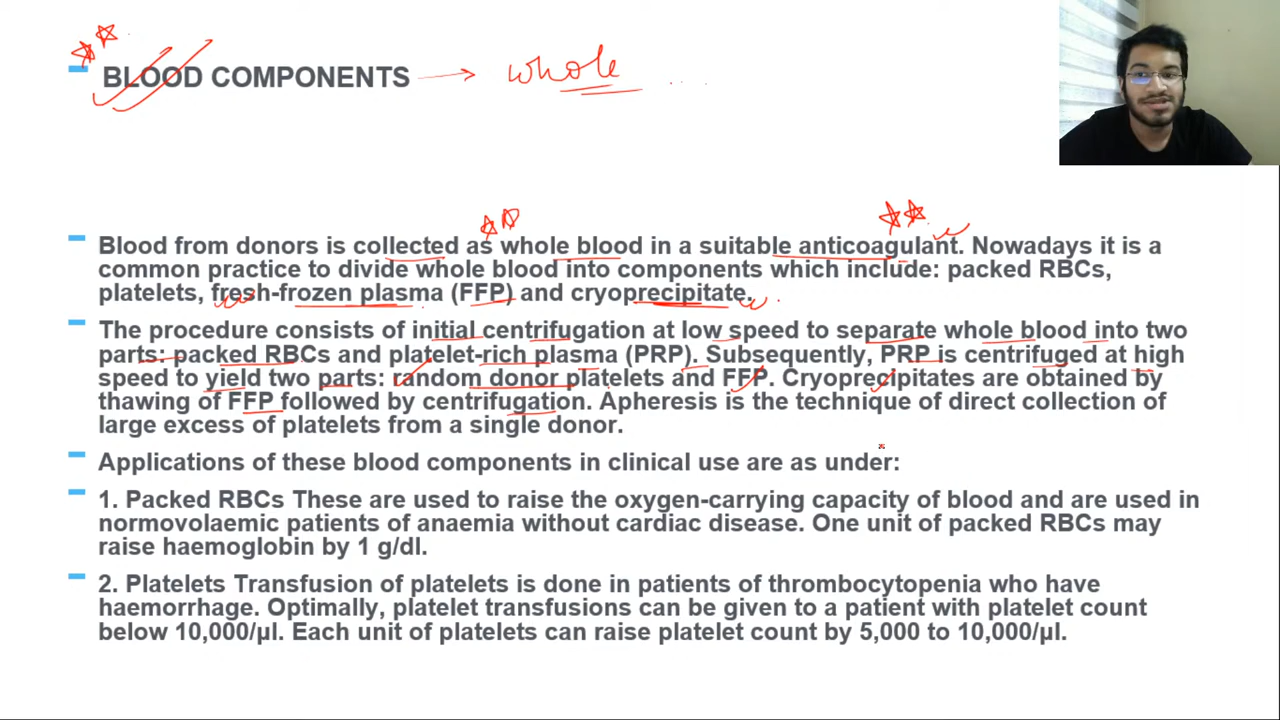 BLOOD COMPONENTS whole
Blood from donors is collected as whole blood in a suitable anticoagulant. Nowadays it is a
common practice to divide whole blood into components which include: packed RBCs,
platelets, fresh-frozen plasma (FFP) and cryoprecipitate.
The procedure consists of initial centrifugation at low speed to separate whole blood into two
parts: packed RBCs and platelet-rich plasma (PRP). Subsequently, PRP is centrifuged at high
speed to yield two parts: random donor platelets and FFP. Cryoprecipitates are obtained by
thawing of FFP followed by centrifugation. Apheresis is the technique of direct collection of
large excess of platelets from a single donor.
Applications of these blood components in clinical use are as under:
1. Packed RBCs These are used to raise the oxygen-carrying capacity of blood and are used in
normovolaemic patients of anaemia without cardiac disease. One unit of packed RBCs may
raise haemoglobin by 1 g/dl.
2. Platelets Transfusion of platelets is done in patients of thrombocytopenia who have
haemorrhage. Optimally, platelet transfusions can be given to a patient with platelet count
below 10,000/µl. Each unit of platelets can raise platelet count by 5,000 to 10,000/µl.